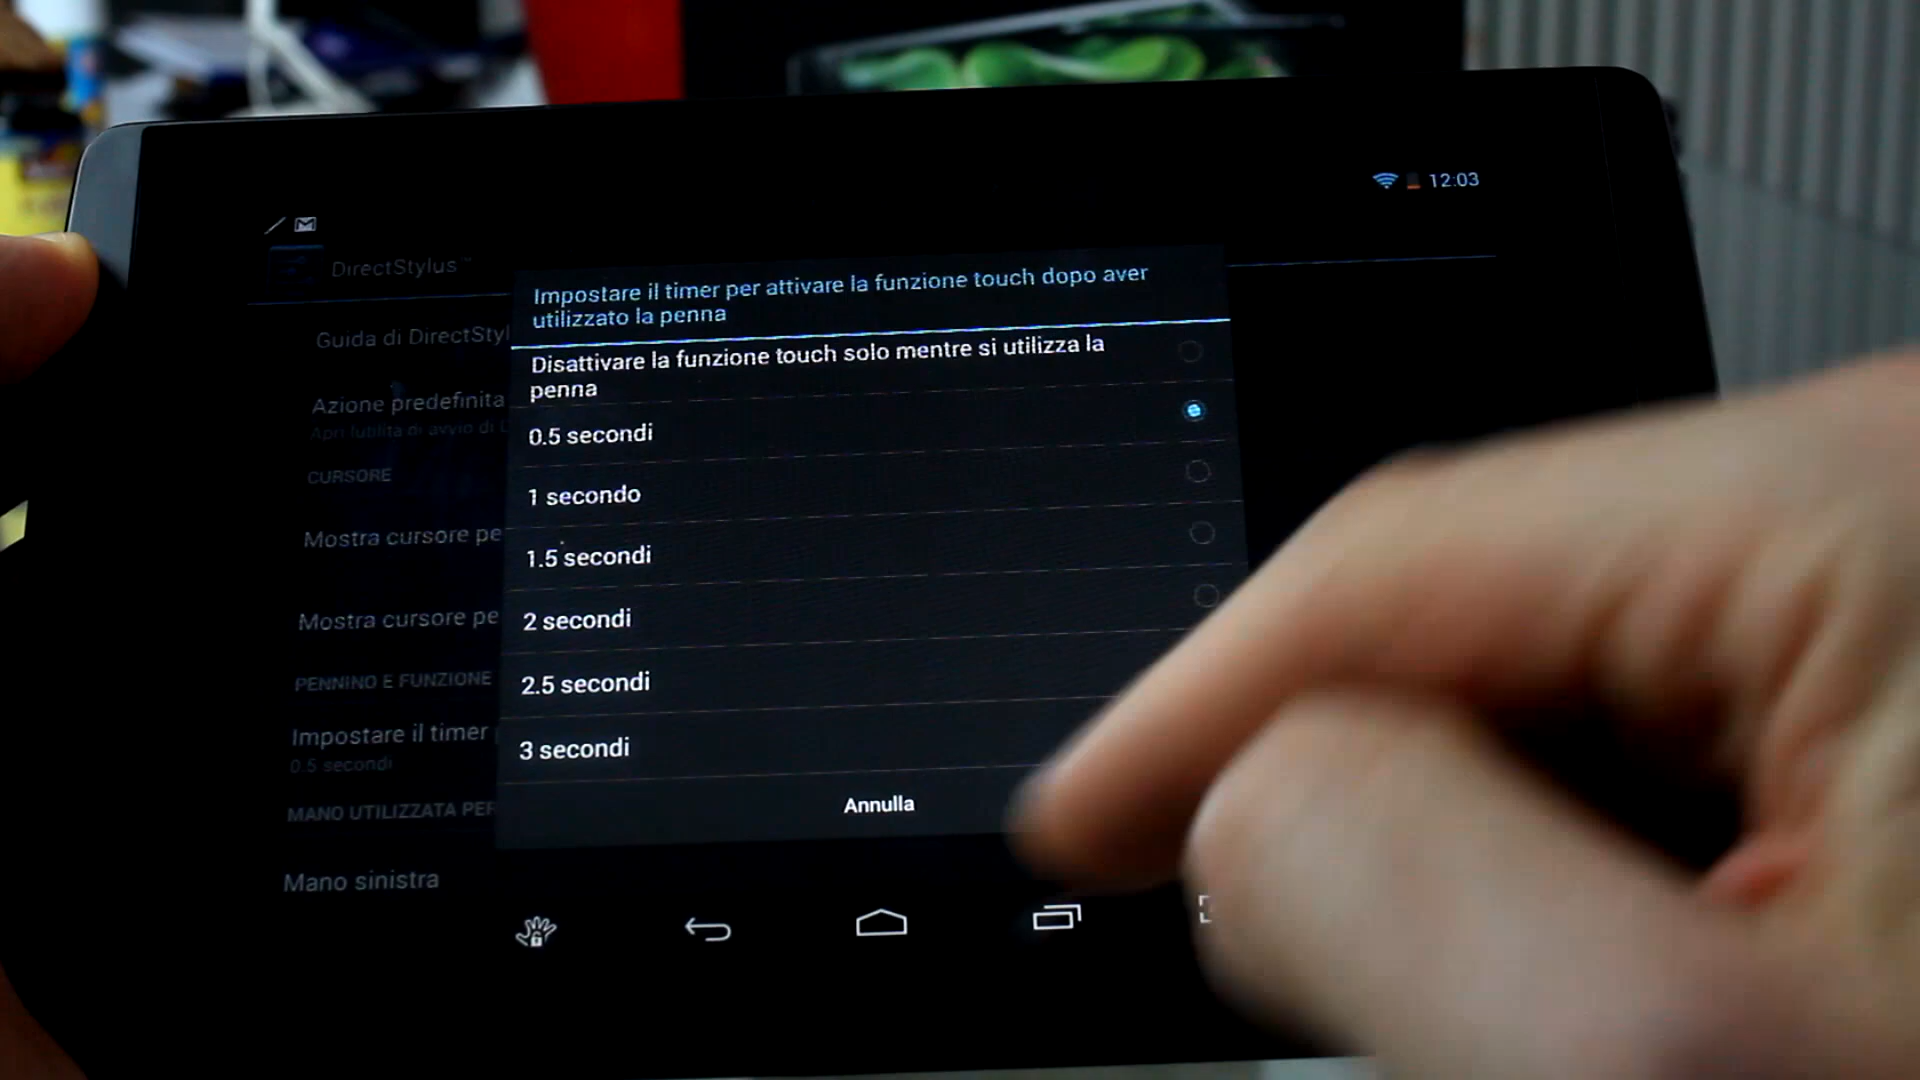 12:03
DirectStylus™
Impostare il timer per attivare la funzione touch dopo aver
utilizzato la penna
Guida di DirectStyl
Disattivare la funzione touch solo mentre si utilizza la
penna
Azione predefinita
0.5 secondi
CURSORE
1 secondo
Mostra cursore pe
1.5 secondi
Mostra cursore pe
2 secondi
PENNINO E FUNZIONE
2.5 secondi
Impostare il timer
0.5 secondi
3 secondi
MANO UTILIZZATA PER
Annulla
Mano sinistra